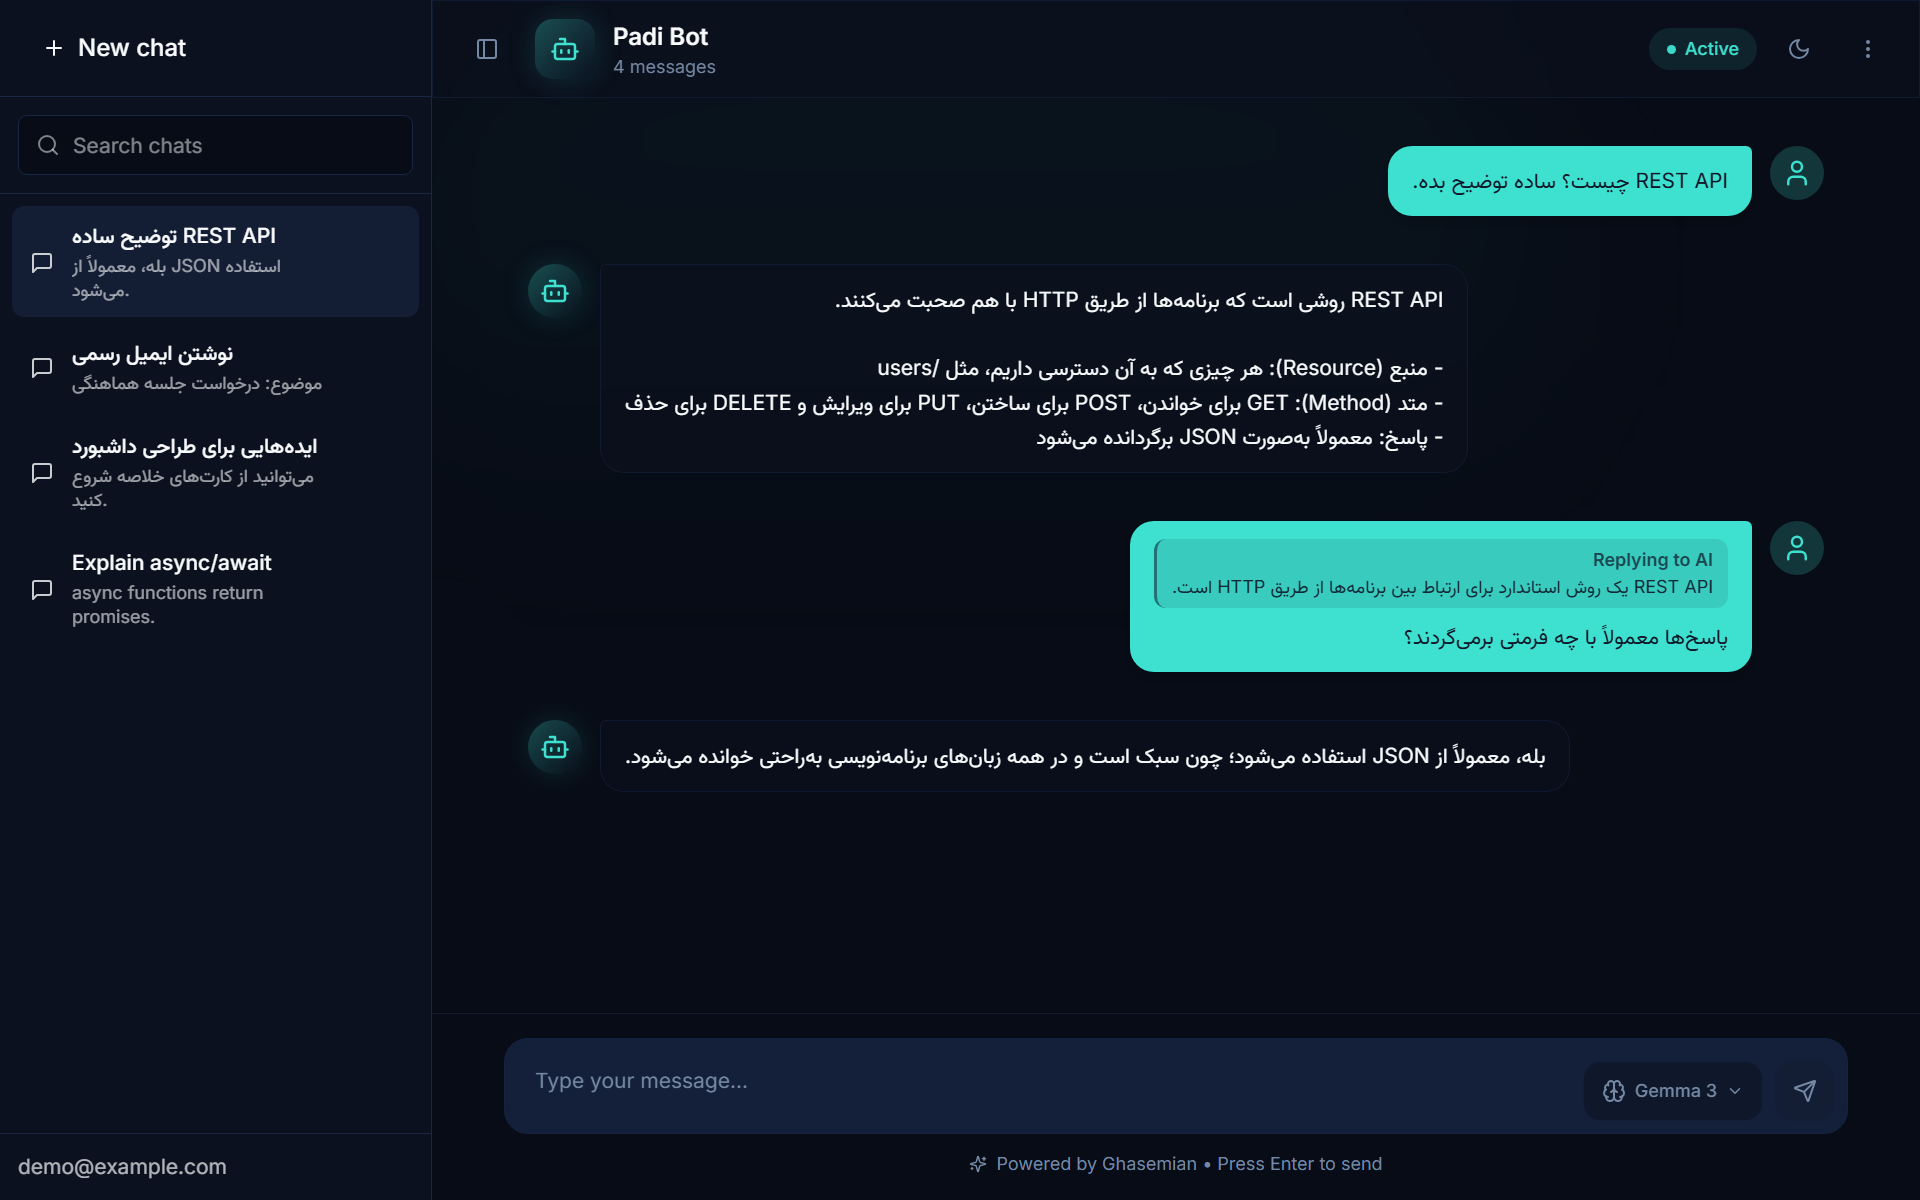 New chat
Search chats
REST API توضیح ساده
بله، معمولاً از JSON استفاده
می‌شود.
نوشتن ایمیل رسمی
موضوع: درخواست جلسه هماهنگی
ایده‌هایی برای طراحی داشبورد
می‌توانید از کارت‌های خلاصه شروع
کنید.
Explain async/await
async functions return
promises.
demo@example.com
Padi Bot
4 messages
Active
REST API چیست؟ ساده توضیح بده.
REST API روشی است که برنامه‌ها از طریق HTTP با هم صحبت می‌کنند.
- منبع (Resource): هر چیزی که به آن دسترسی داریم، مثل /users
- متد (Method): GET برای خواندن، POST برای ساختن، PUT برای ویرایش و DELETE برای حذف
- پاسخ: معمولاً به‌صورت JSON برگردانده می‌شود
Replying to AI
REST API یک روش استاندارد برای ارتباط بین برنامه‌ها از طریق HTTP است.
پاسخ‌ها معمولاً با چه فرمتی برمی‌گردند؟
بله، معمولاً از JSON استفاده می‌شود؛ چون سبک است و در همه زبان‌های برنامه‌نویسی به‌راحتی خوانده می‌شود.
Type your message...
Gemma 3
Powered by Ghasemian • Press Enter to send